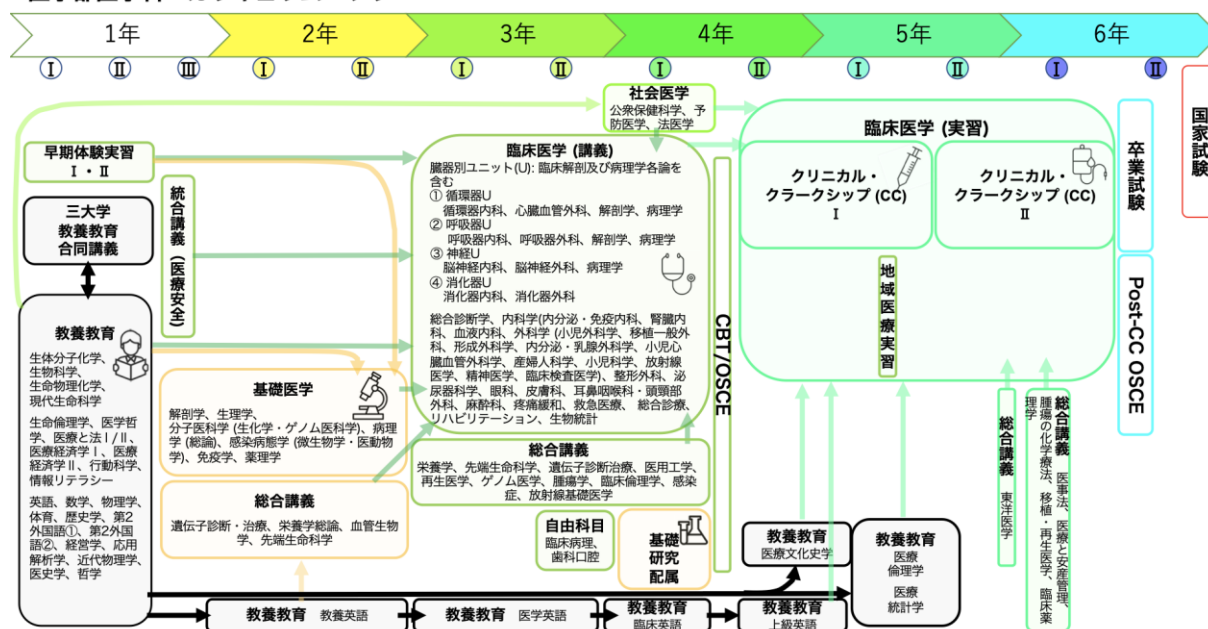 1年
2年
3年
4年
5年
6年
Ⅰ
Ⅱ
Ⅲ
Ⅰ
Ⅱ
Ⅰ
Ⅱ
Ⅰ
Ⅱ
Ⅰ
Ⅱ
Ⅰ
Ⅱ
国家試験
社会医学
公衆保健科学、予
防医学、法医学
早期体験実習
Ⅰ・Ⅱ
三大学
教養教育
合同講義
統合講義(医療安全)
教養教育
生体分子化学、
生物科学、
生命物理化学、
現代生命科学
生命倫理学、医学哲
学、医療と法Ⅰ/Ⅱ、
医療経済学Ⅰ、医療
経済学Ⅱ、行動科学、
情報リテラシー
英語、数学、物理学、
体育、歴史学、第2
外国語①、第2外国
語②、経営学、応用
解析学、近代物理学、
医史学、哲学
基礎医学
解剖学、生理学、
分子医科学 (生化学・ゲノム医科学)、病理
学 (総論)、感染病態学 (微生物学・医動物
学)、免疫学、薬理学
総合講義
遺伝子診断・治療、栄養学総論、血管生物
学、先端生命科学
臨床医学 (講義)
臓器別ユニット(U): 臨床解剖及び病理学各論を
含む
① 循環器U
循環器内科、心臓血管外科、解剖学、病理学
② 呼吸器U
呼吸器内科、呼吸器外科、解剖学、病理学
③ 神経U
脳神経内科、脳神経外科、病理学
④ 消化器U
消化器内科、消化器外科
総合診断学、内科学(内分泌・免疫内科、腎臓内
科、血液内科、外科学 (小児外科学、移植一般外
科、形成外科学、内分泌・乳腺外科学、小児心
臓血管外科学、産婦人科学、小児科学、放射線
医学、精神医学、臨床検査医学)、整形外科、泌
尿器科学、眼科、皮膚科、耳鼻咽喉科・頭頸部
外科、麻酔科、疼痛緩和、救急医療、 総合診療、
リハビリテーション、生物統計
総合講義
栄養学、先端生命科学、遺伝子診断治療、医用工学、
再生医学、ゲノム医学、腫瘍学、臨床倫理学、感染
症、放射線基礎医学
自由科目
臨床病理、
歯科口腔
基礎
研究
配属
CBT/OSCE
臨床医学 (実習)
クリニカル・
クラークシップ (CC)
Ⅰ
クリニカル・
クラークシップ (CC)
Ⅱ
地域医療実習
卒業試験
Post-CC OSCE
総合講義 東洋医学
総合講義 医事法、医療と安産管理、
腫瘍の化学療法、移植・再生医学、臨床薬
理学
教養教育
医療文化史学
教養教育
医療
倫理学
医療
統計学
教養教育 教養英語
教養教育 医学英語
教養教育
臨床英語
教養教育
上級英語